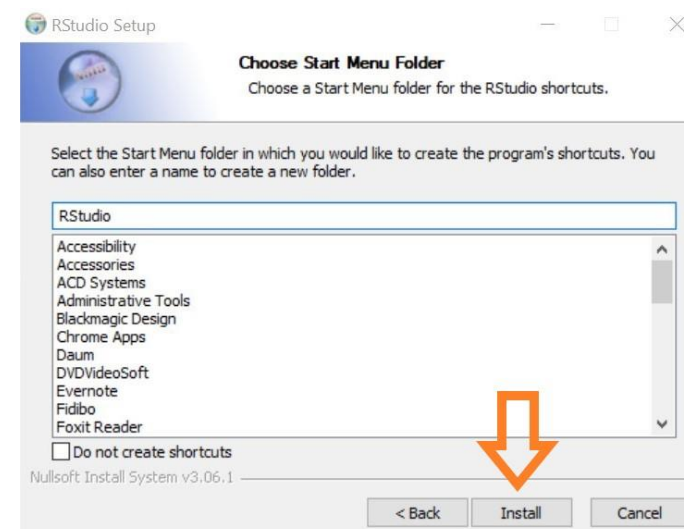 RStudio Setup
Choose Start Menu Folder
Choose a Start Menu folder for the RStudio shortcuts.
Select the Start Menu folder in which you would like to create the program's shortcuts. You
can also enter a name to create a new folder.
RStudio
Accessibility
Accessories
ACD Systems
Administrative Tools
Blackmagic Design
Chrome Apps
Daum
DVDVideoSoft
Evernote
Fidibo
Foxit Reader
Do not create shortcuts
Nullsoft Install System v3.06.1
< Back Install Cancel